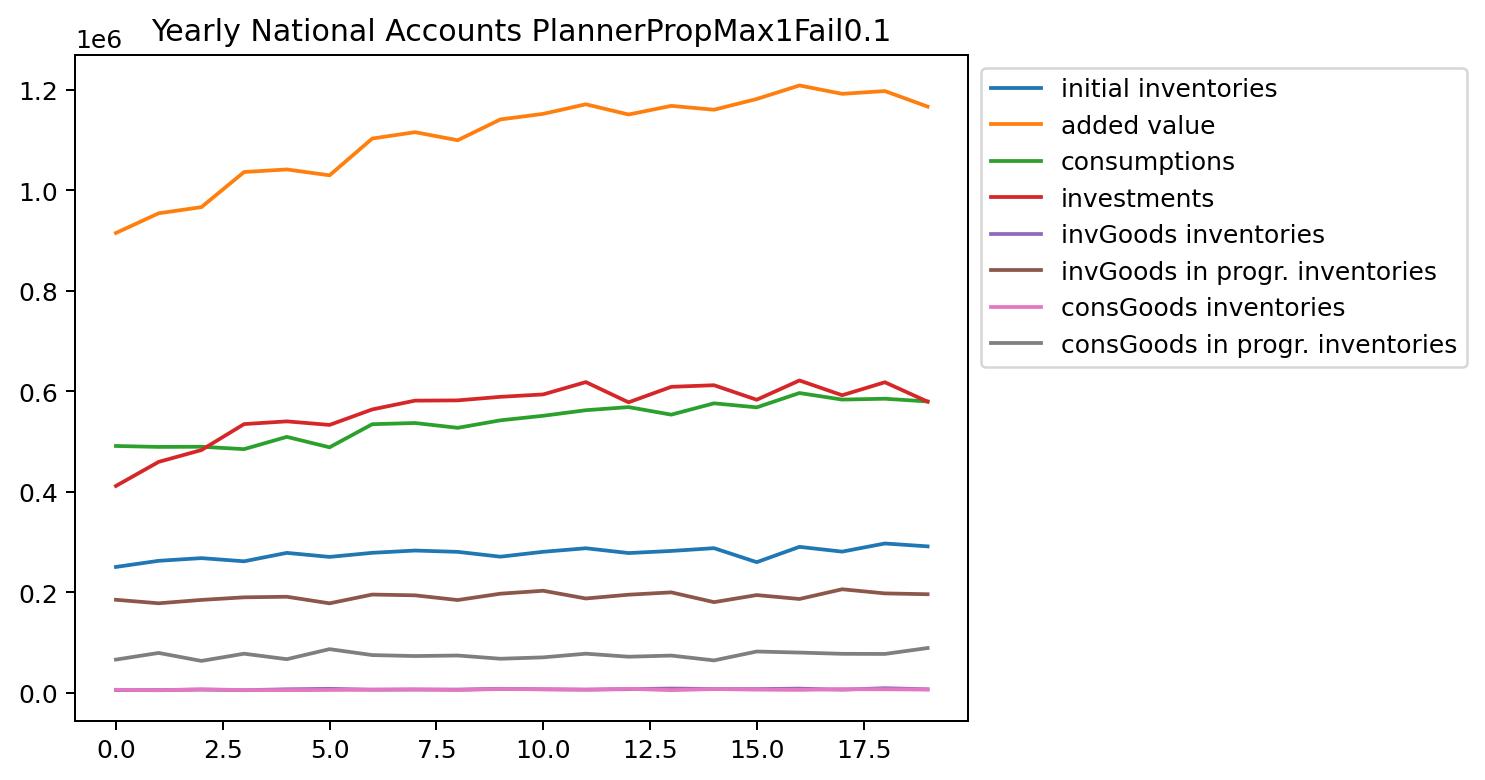 Yearly National Accounts PlannerPropMax1Fail0.1
1e6
1.2
1.0
0.8
0.6
0.4
0.2
0.0
0.0 2.5 5.0 7.5 10.0 12.5 15.0 17.5
initial inventories
added value
consumptions
investments
invGoods inventories
invGoods in progr. inventories
consGoods inventories
consGoods in progr. inventories